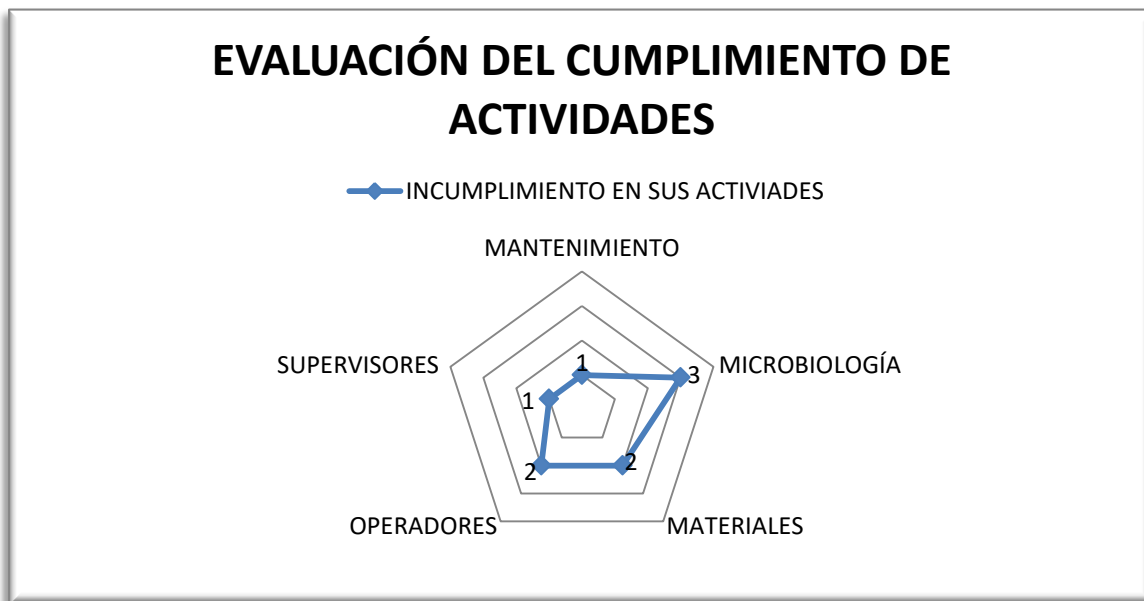 EVALUACIÓN DEL CUMPLIMIENTO DE
ACTIVIDADES
INCUMPLIMIENTO EN SUS ACTIVIADES
MANTENIMIENTO
1
SUPERVISORES
MICROBIOLOGÍA
3
1
2
2
OPERADORES
MATERIALES